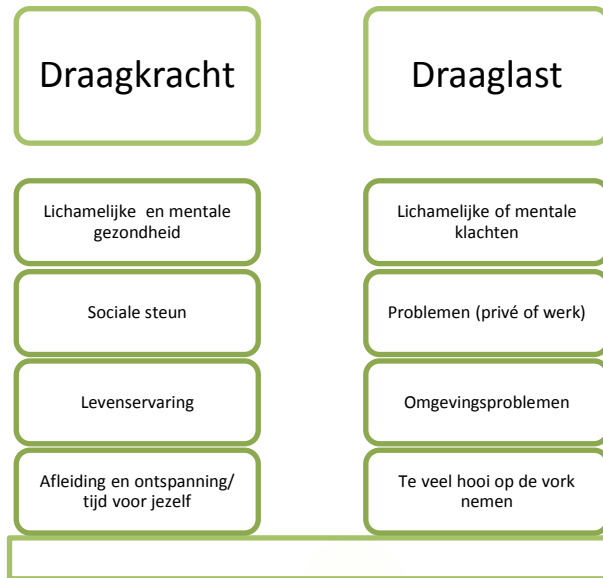 Draagkracht
Lichamelijke en mentale
gezondheid
Sociale steun
Levenservaring
Afleiding en ontspanning/
tijd voor jezelf
Draaglast
Lichamelijke of mentale
klachten
Problemen (privé of werk)
Omgevingsproblemen
Te veel hooi op de vork
nemen